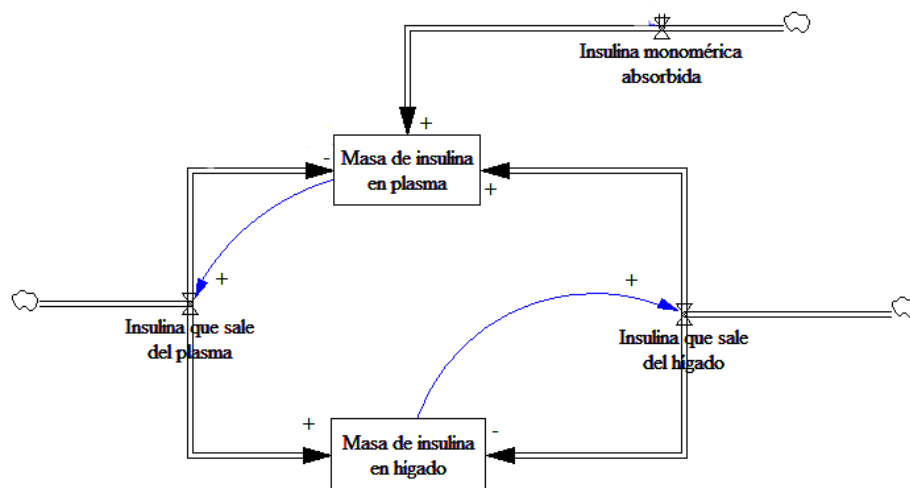 Insulina monomérica
absorbida
+
-
Masa de insulina
en plasma
+
+
+
Insulina que sale
del plasma
Insulina que sale
del hígado
+
-
Masa de insulina
en hígado